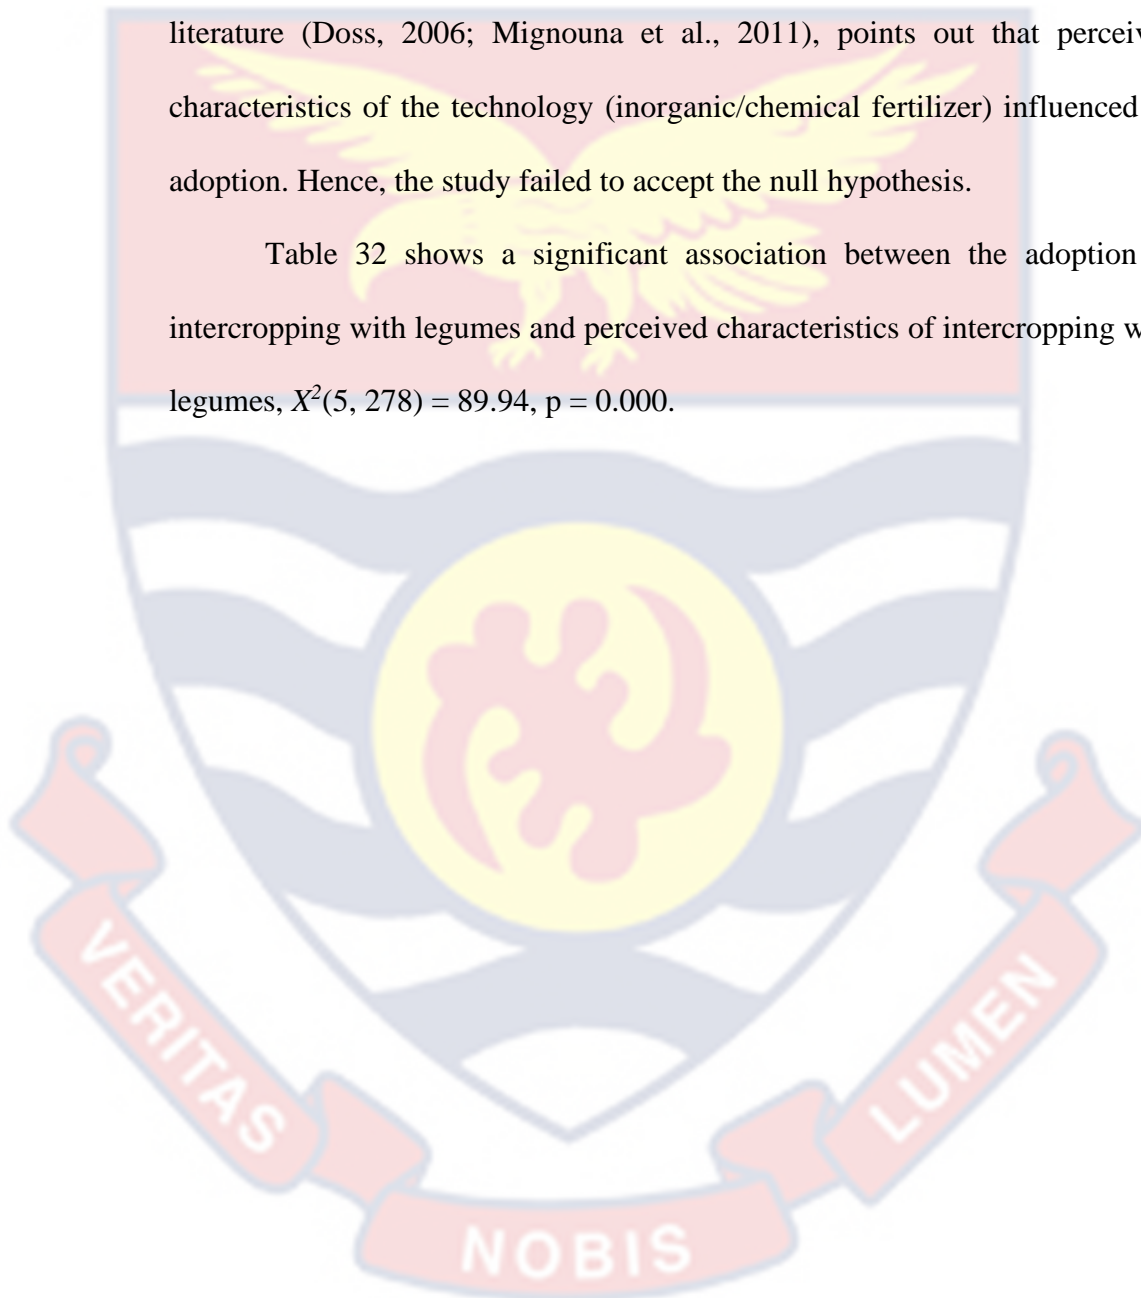 literature (Doss, 2006; Mignouna et al., 2011), points out that
characteristics of the technology (inorganic/chemical fertilizer) influenced
adoption. Hence, the study failed to accept the null hypothesis.
Table 32 shows a significant association between the adoption
intercropping with legumes and perceived characteristics of intercropping
legumes, X²(5, 278) = 89.94, p = 0.000.
VERITAS
NOBIS
LUMEN